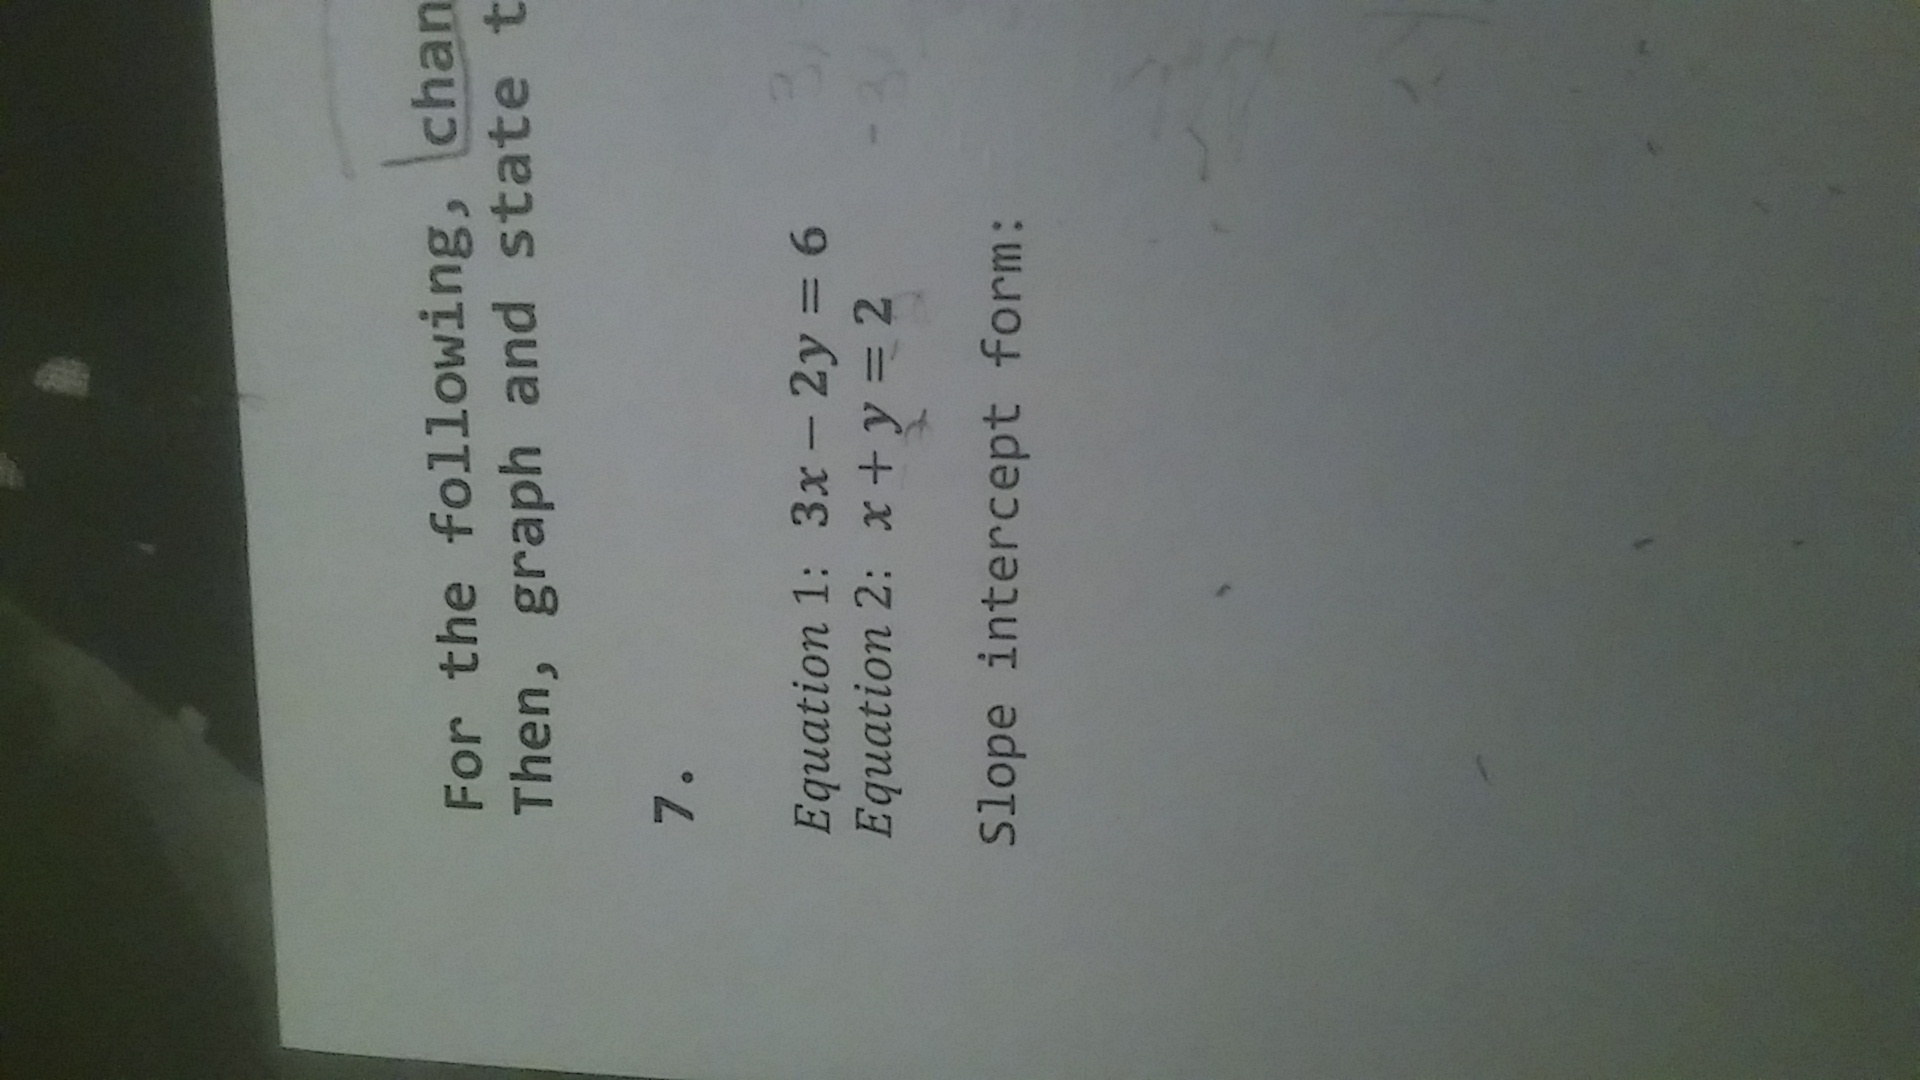 For the following, chan
Then, graph and state t
7.
Equation 1: 3x − 2y = 6
Equation 2: x + y = 2
Slope intercept form: